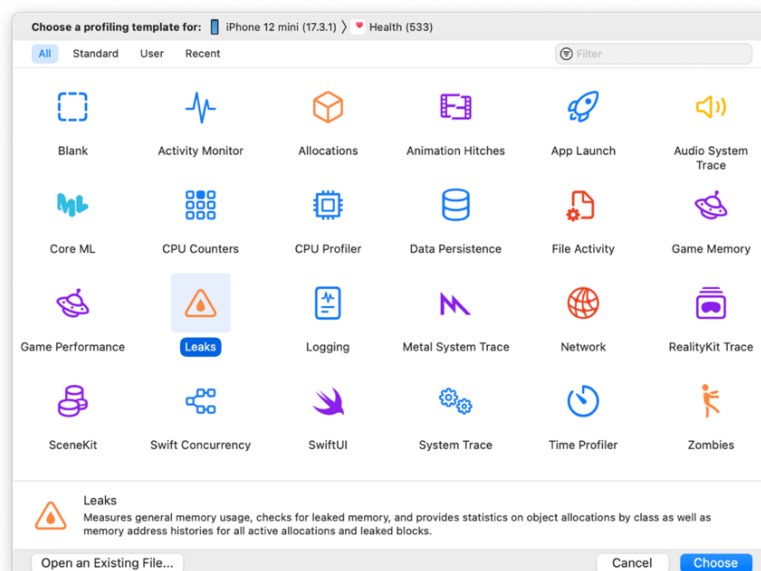 Choose a profiling template for: iPhone 12 mini (17.3.1) ⟩ Health (533)
All Standard User Recent Filter
Blank Activity Monitor Allocations Animation Hitches App Launch Audio System
Trace
ML
Core ML CPU Counters CPU Profiler Data Persistence File Activity Game Memory
Game Performance Leaks Logging Metal System Trace Network RealityKit Trace
SceneKit Swift Concurrency SwiftUI System Trace Time Profiler Zombies
Leaks
Measures general memory usage, checks for leaked memory, and provides statistics on object allocations by class as well as
memory address histories for all active allocations and leaked blocks.
Open an Existing File... Cancel Choose